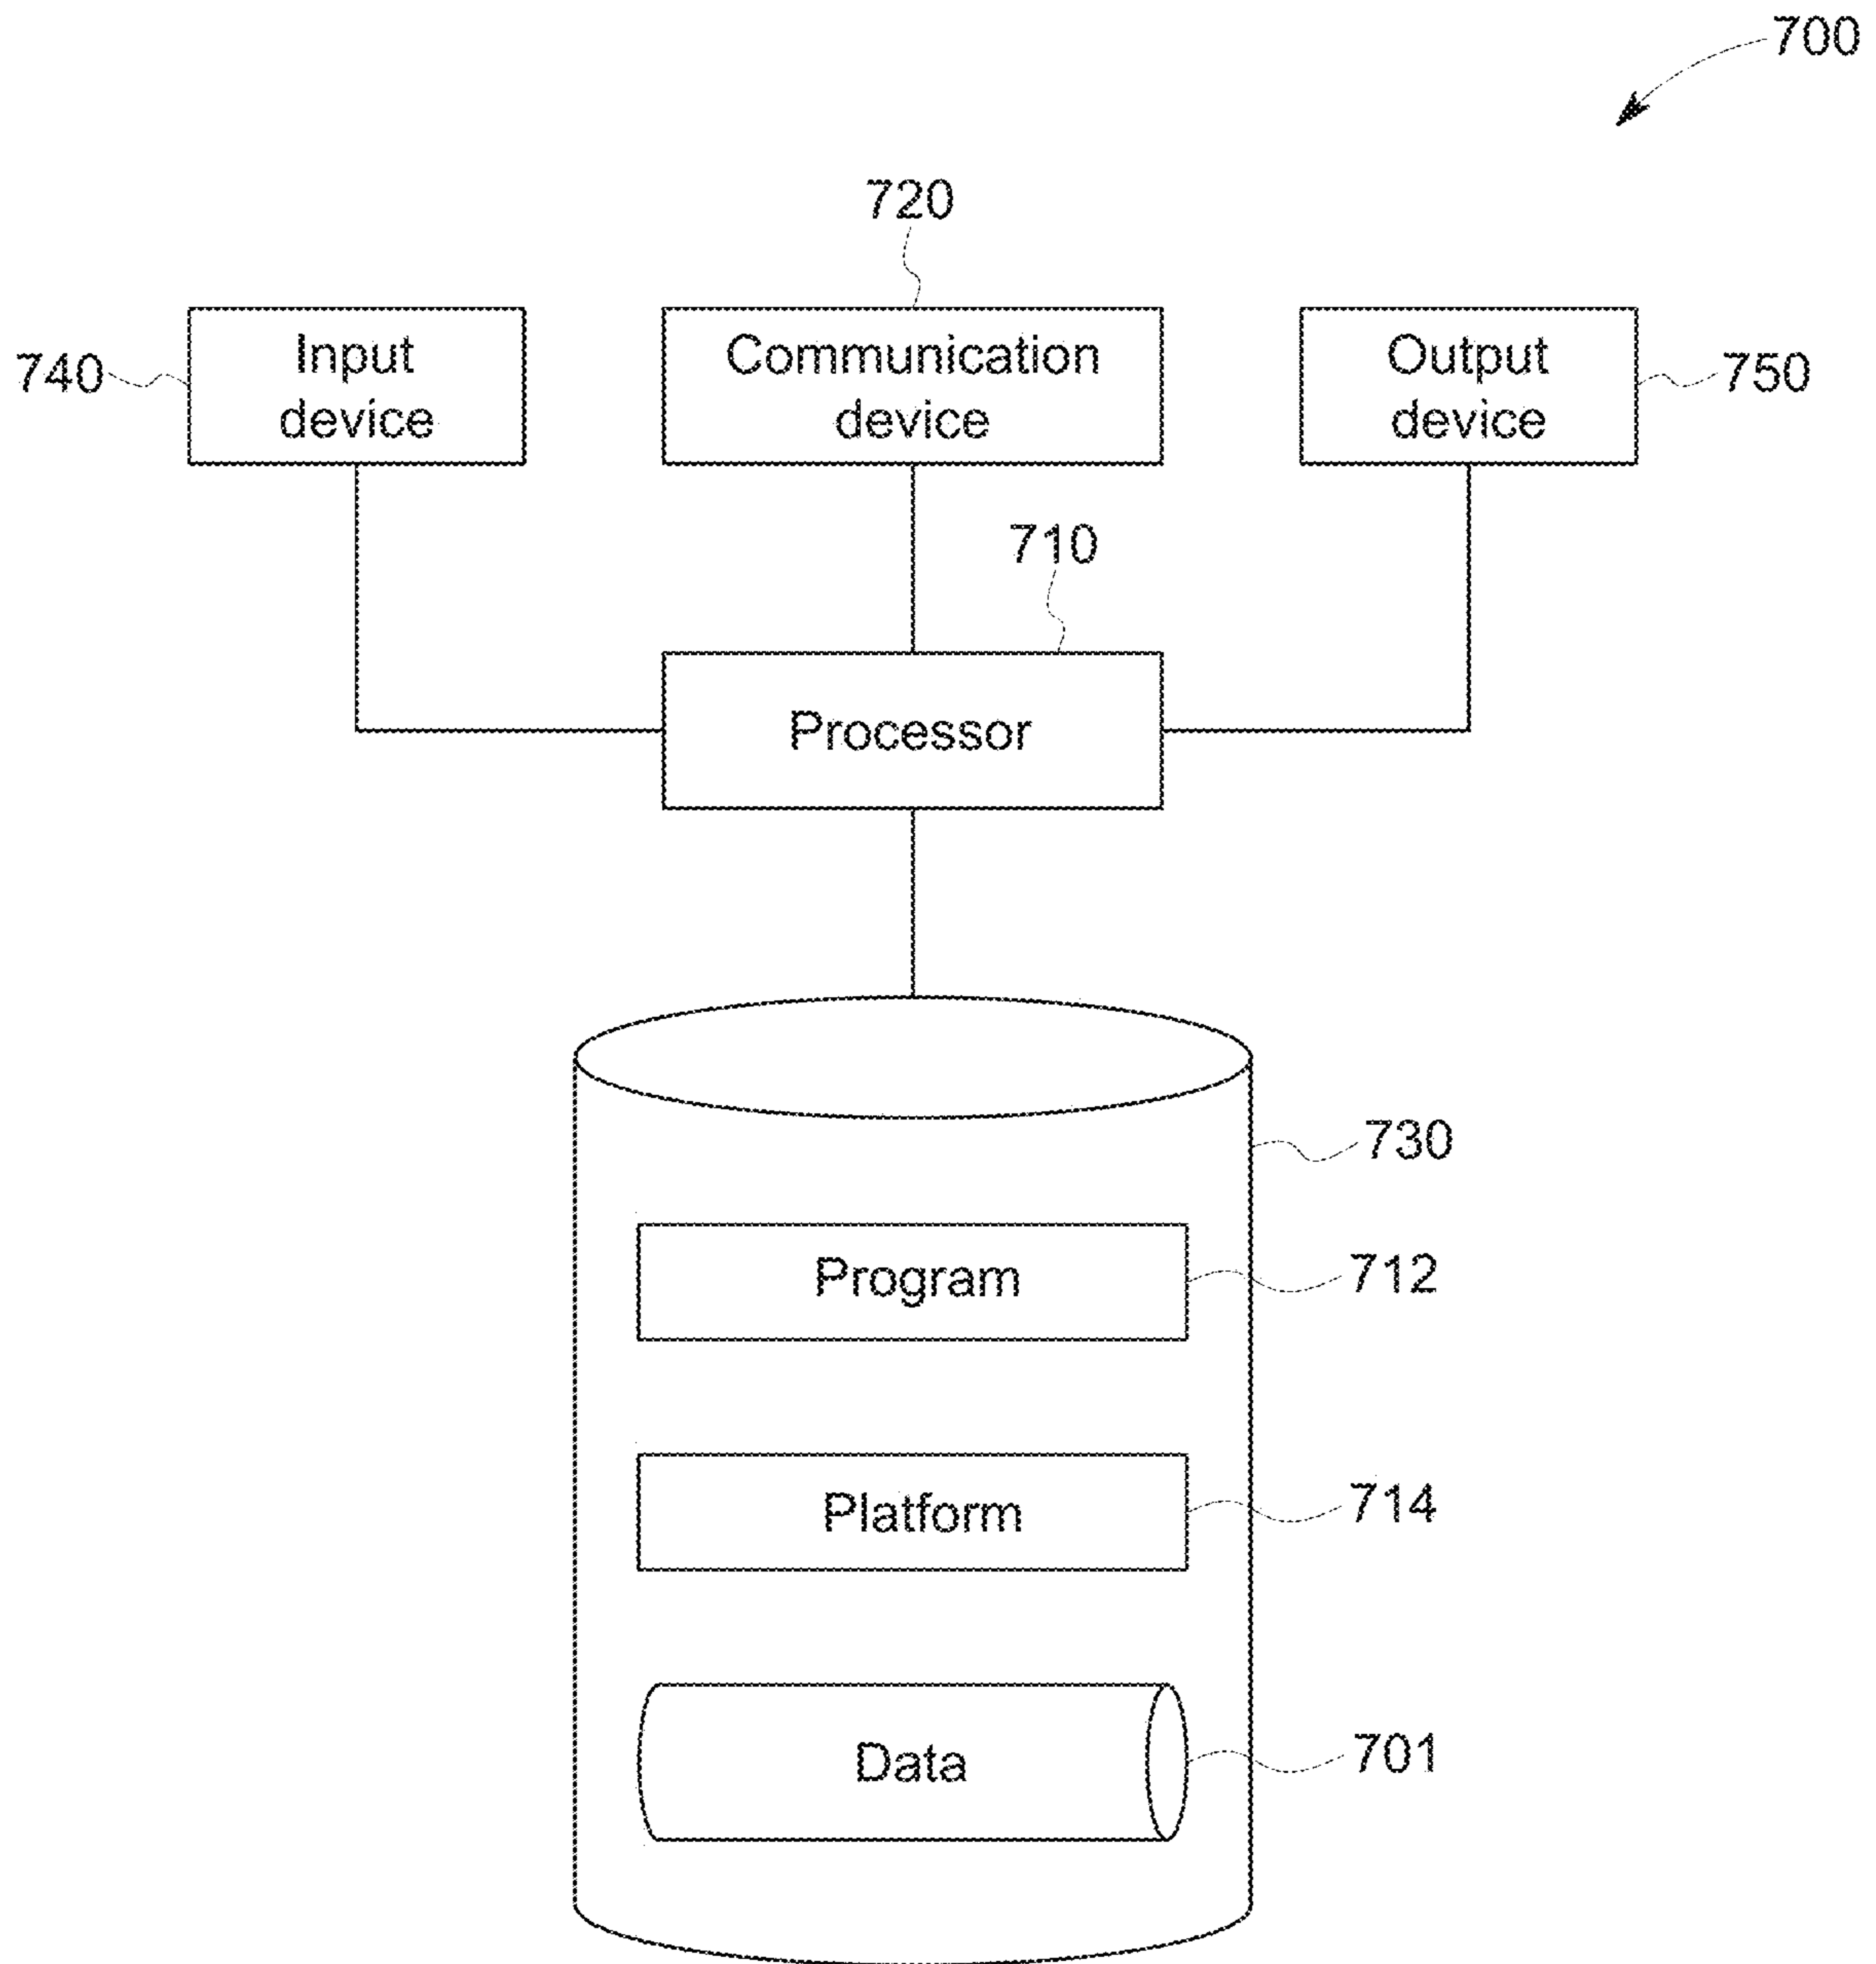 700
720
740
Input
device
Communication
device
Output
device
750
710
Processor
730
Program
712
Platform
714
Data
701